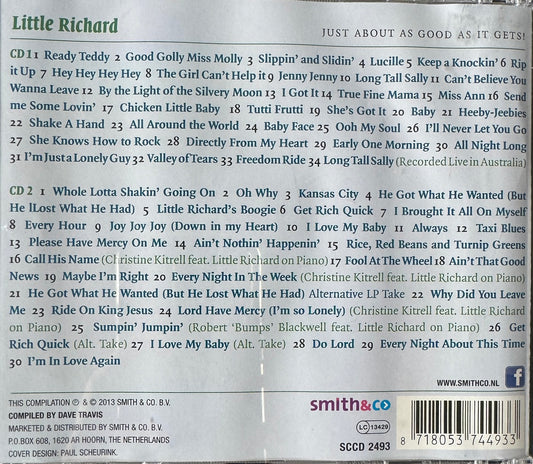 Little Richard
JUST ABOUT AS GOOD AS IT GETS!
CD 1 1 Ready Teddy 2 Good Golly Miss Molly 3 Slippin' and Slidin' 4 Lucille 5 Keep a Knockin' 6 Rip
it Up 7 Hey Hey Hey Hey 8 The Girl Can't Help it 9 Jenny Jenny 10 Long Tall Sally 11 Can't Believe You
Wanna Leave 12 By the Light of the Silvery Moon 13 I Got It 14 True Fine Mama 15 Miss Ann 16 Send
me Some Lovin' 17 Chicken Little Baby 18 Tutti Frutti 19 She's Got It 20 Baby 21 Heeby-Jeebies
22 Shake A Hand 23 All Around the World 24 Baby Face 25 Ooh My Soul 26 I'll Never Let You Go
27 She Knows How to Rock 28 Directly From My Heart 29 Early One Morning 30 All Night Long
31 I'm Just a Lonely Guy 32 Valley of Tears 33 Freedom Ride 34 Long Tall Sally (Recorded Live in Australia)
CD 2 1 Whole Lotta Shakin' Going On 2 Oh Why 3 Kansas City 4 He Got What He Wanted (But
He lLost What He Had) 5 Little Richard's Boogie 6 Get Rich Quick 7 I Brought It All On Myself
8 Every Hour 9 Joy Joy Joy (Down in my Heart) 10 I Love My Baby 11 Always 12 Taxi Blues
13 Please Have Mercy On Me 14 Ain't Nothin' Happenin' 15 Rice, Red Beans and Turnip Greens
16 Call His Name (Christine Kitrell feat. Little Richard on Piano) 17 Fool At The Wheel 18 Ain't That Good
News 19 Maybe I'm Right 20 Every Night In The Week (Christine Kitrell feat. Little Richard on Piano)
21 He Got What He Wanted (But He Lost What He Had) Alternative LP Take 22 Why Did You Leave
Me 23 Ride On King Jesus 24 Lord Have Mercy (I'm so Lonely) (Christine Kitrell feat. Little Richard
on Piano) 25 Sumpin' Jumpin' (Robert 'Bumps' Blackwell feat. Little Richard on Piano) 26 Get
Rich Quick (Alt. Take) 27 I Love My Baby (Alt. Take) 28 Do Lord 29 Every Night About This Time
30 I'm In Love Again
WWW.SMITHCO.NL f
THIS COMPILATION ℗ & © 2013 SMITH & CO. B.V.
COMPILED BY DAVE TRAVIS
MARKETED & DISTRIBUTED BY SMITH & CO. B.V.
P.O.BOX 608, 1620 AR HOORN, THE NETHERLANDS
COVER DESIGN: PAUL SCHEURINK.
smith&co
LC 13429
SCCD 2493
8 718053 744933